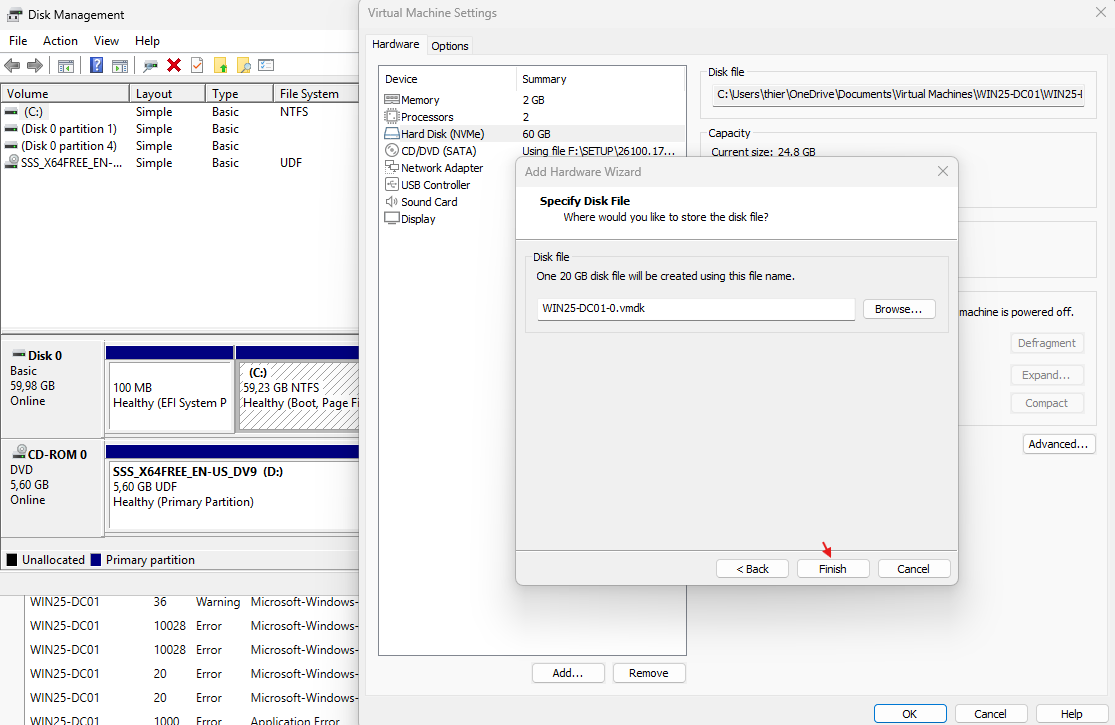 Disk Management
File Action View Help
Volume Layout Type File System
(C:) Simple Basic NTFS
(Disk 0 partition 1) Simple Basic
(Disk 0 partition 4) Simple Basic
SSS_X64FREE_EN-... Simple Basic UDF
Disk 0
Basic
59,98 GB
Online
100 MB
Healthy (EFI System P
(C:)
59,23 GB NTFS
Healthy (Boot, Page Fi
CD-ROM 0
DVD
5,60 GB
Online
SSS_X64FREE_EN-US_DV9 (D:)
5,60 GB UDF
Healthy (Primary Partition)
Unallocated Primary partition
WIN25-DC01 36 Warning Microsoft-Windows-
WIN25-DC01 10028 Error Microsoft-Windows-
WIN25-DC01 10028 Error Microsoft-Windows-
WIN25-DC01 20 Error Microsoft-Windows-
WIN25-DC01 20 Error Microsoft-Windows-
WIN25-DC01 1000 Error Application Error
Virtual Machine Settings
Hardware Options
Device Summary
Memory 2 GB
Processors 2
Hard Disk (NVMe) 60 GB
CD/DVD (SATA) Using file F:\SETUP\26100.17...
Network Adapter
USB Controller
Sound Card
Display
Add... Remove
Disk file
C:\Users\thier\OneDrive\Documents\Virtual Machines\WIN25-DC01\WIN25-
Capacity
Current size: 24.8 GB
machine is powered off.
Defragment
Expand...
Compact
Advanced...
Add Hardware Wizard
Specify Disk File
Where would you like to store the disk file?
Disk file
One 20 GB disk file will be created using this file name.
WIN25-DC01-0.vmdk Browse...
< Back Finish Cancel
OK Cancel Help